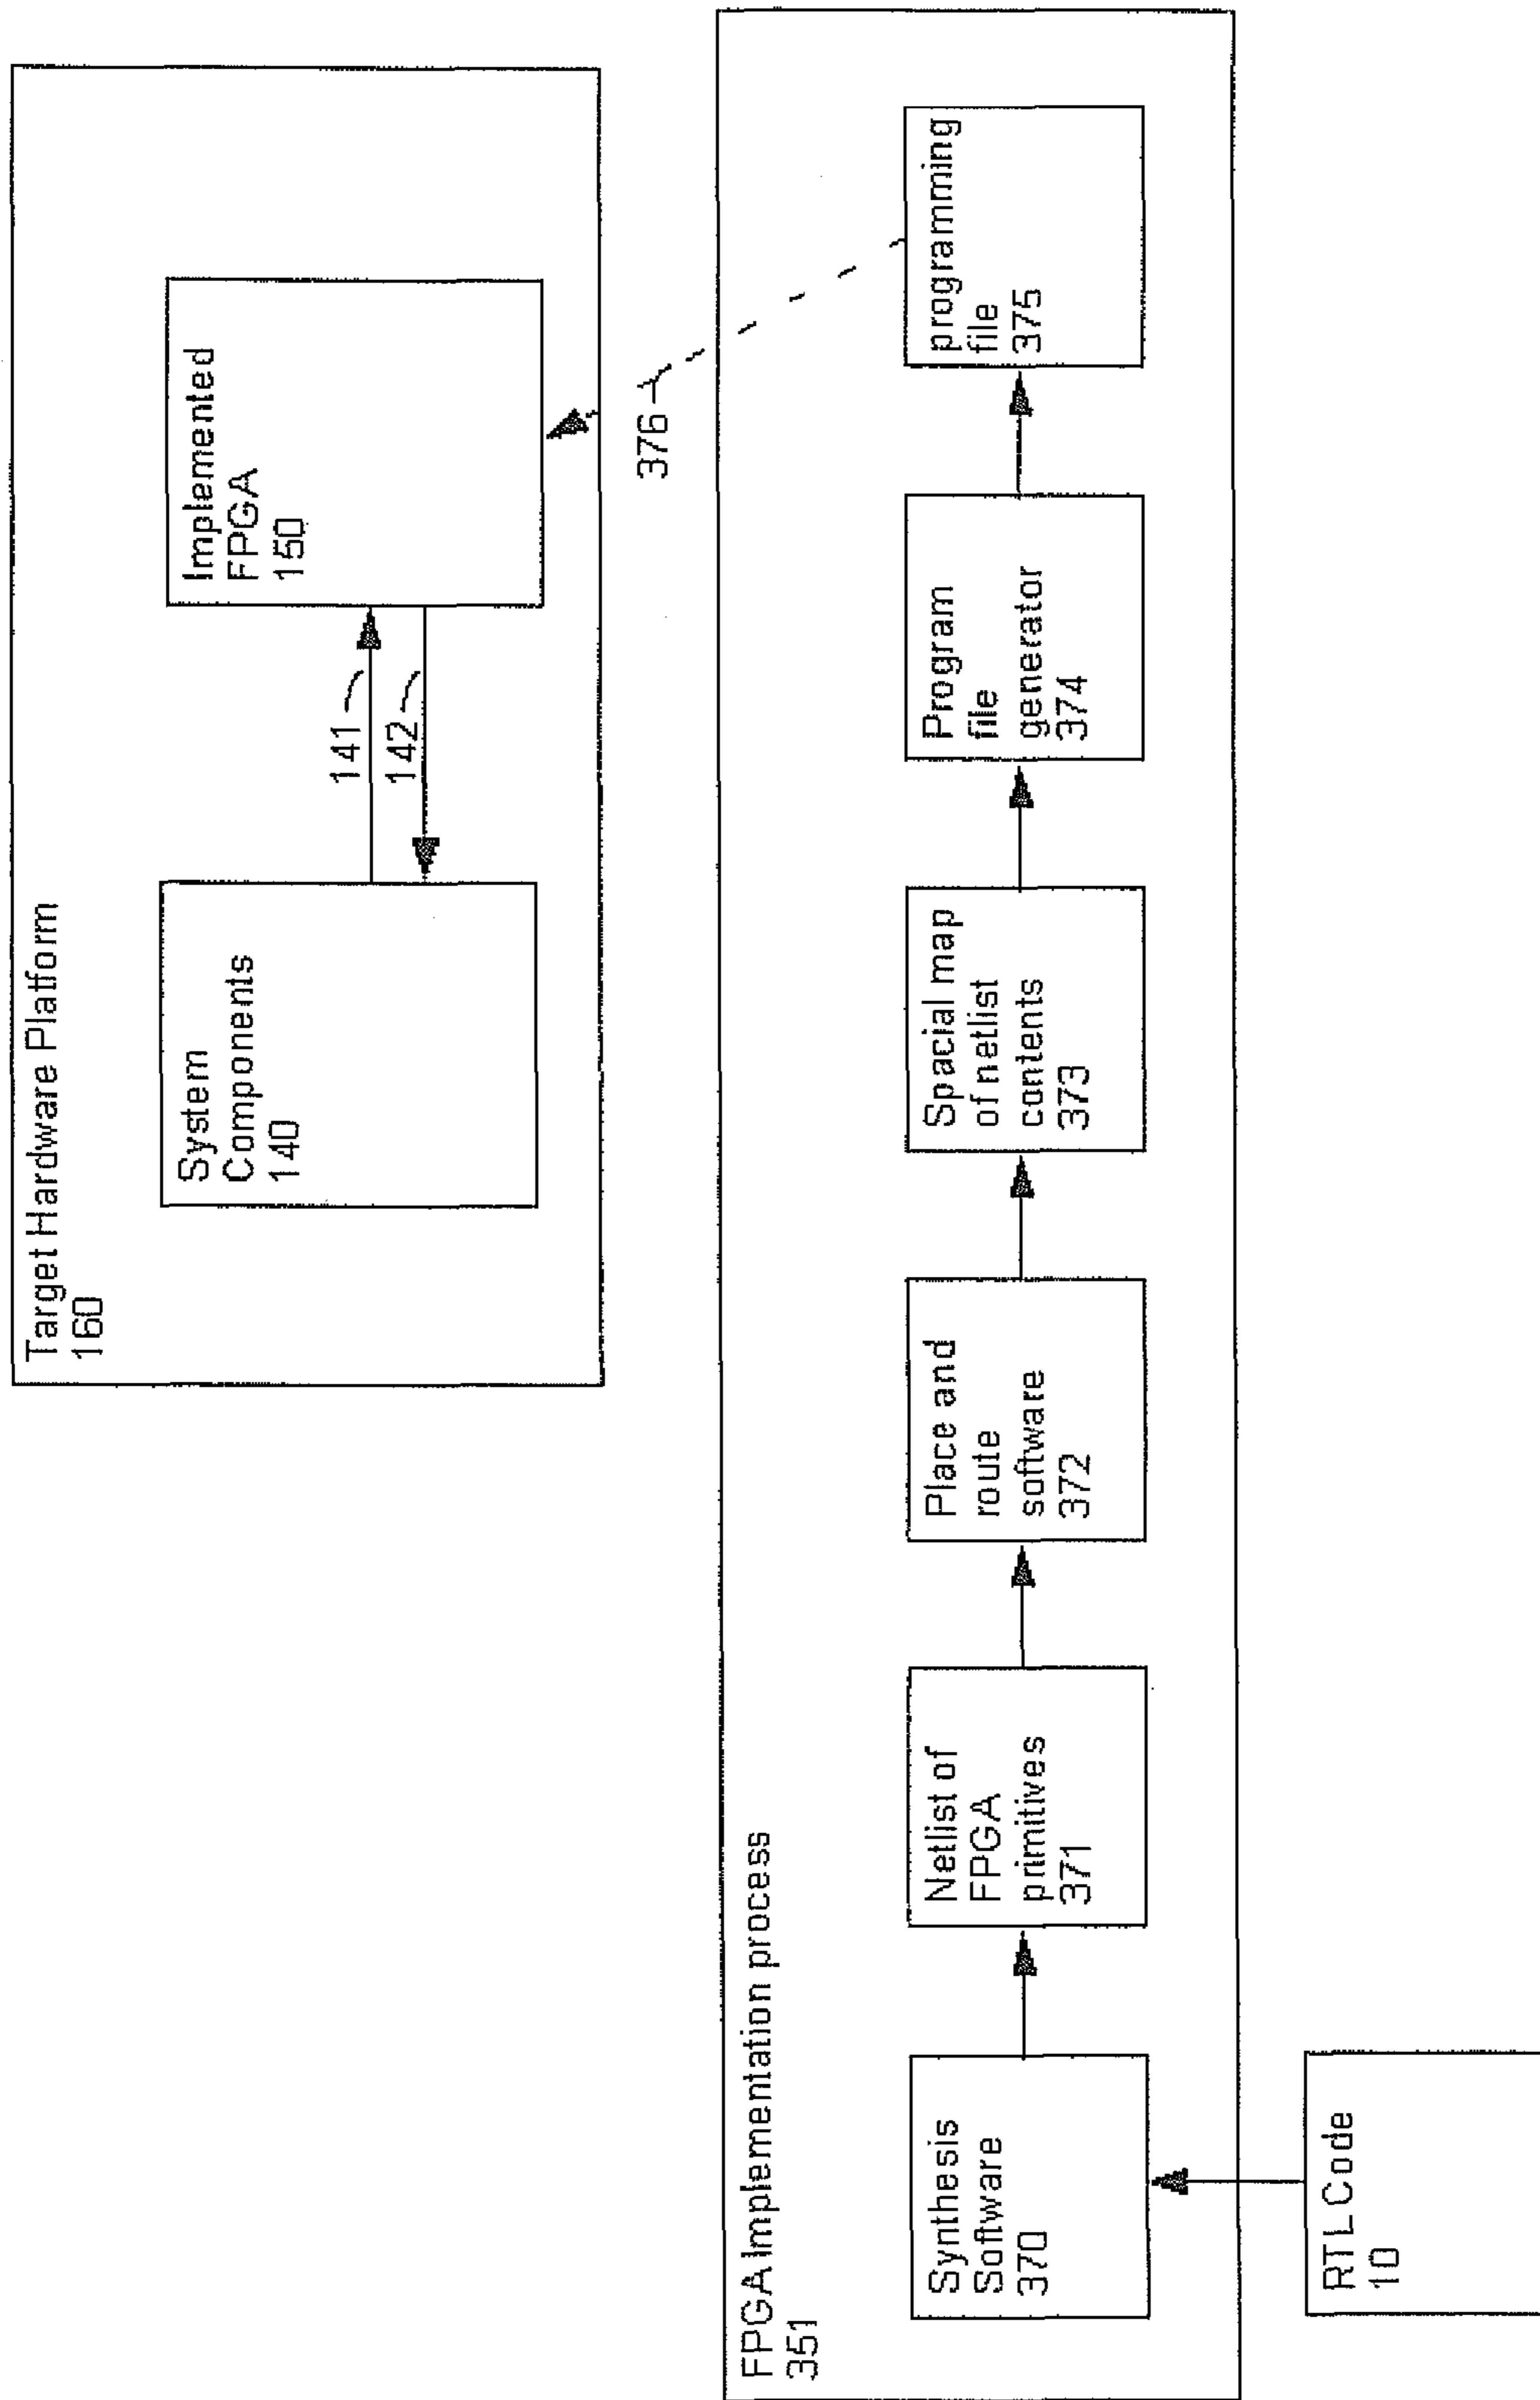 Target Hardware Platform
160
System
Components
140
141
142
Implemented
FPGA
150
376
FPGA Implementation process
351
Synthesis
Software
370
Netlist of
FPGA
primitives
371
Place and
route
software
372
Spacial map
of netlist
contents
373
Program
file
generator
374
programming
file
375
RTL Code
10